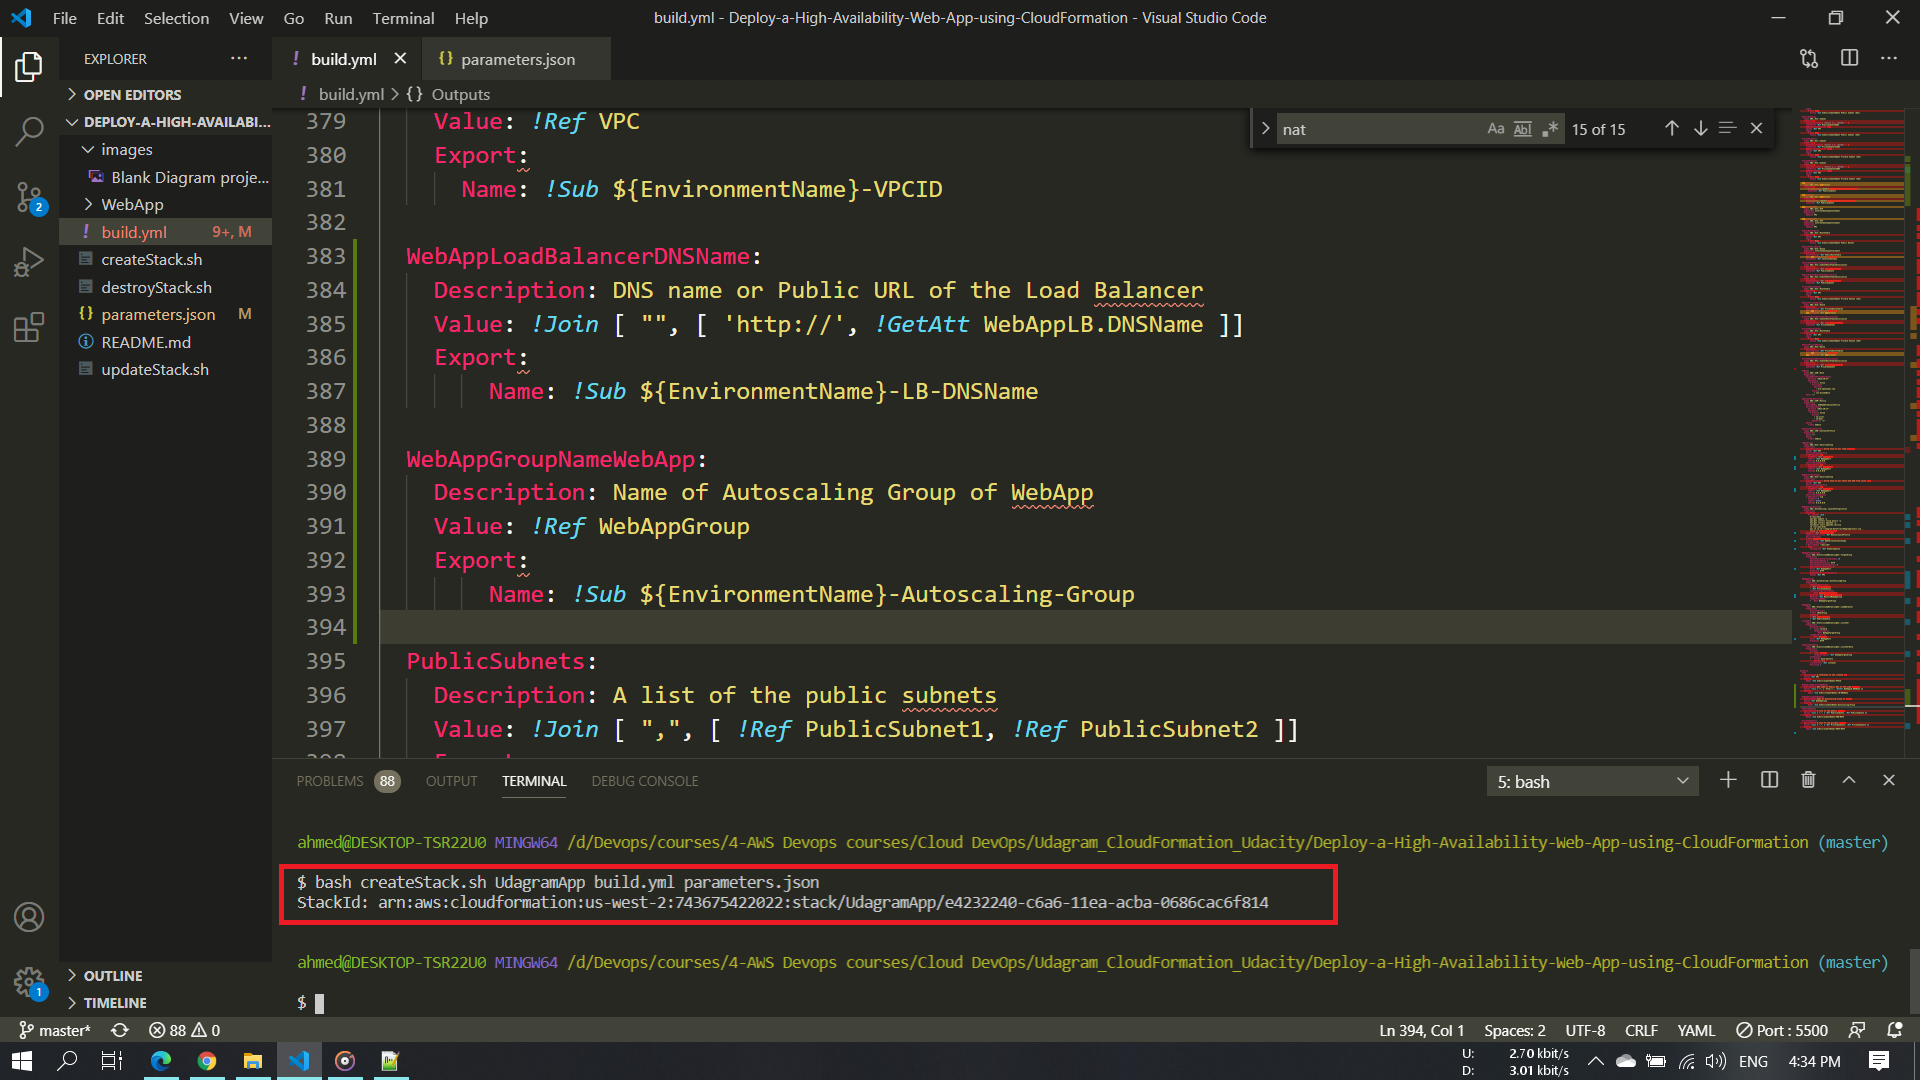 File Edit Selection View Go Run Terminal Help build.yml - Deploy-a-High-Availability-Web-App-using-CloudFormation - Visual Studio Code
EXPLORER ···
OPEN EDITORS
DEPLOY-A-HIGH-AVAILABI...
images
Blank Diagram proje...
WebApp
! build.yml 9+, M
createStack.sh
destroyStack.sh
{} parameters.json M
README.md
updateStack.sh
OUTLINE
TIMELINE
2
1
! build.yml {} parameters.json
! build.yml > {} Outputs
nat Aa Abl .* 15 of 15
379 Value: !Ref VPC
380 Export:
381 Name: !Sub ${EnvironmentName}-VPCID
382
383 WebAppLoadBalancerDNSName:
384 Description: DNS name or Public URL of the Load Balancer
385 Value: !Join [ "", [ 'http://', !GetAtt WebAppLB.DNSName ]]
386 Export:
387 Name: !Sub ${EnvironmentName}-LB-DNSName
388
389 WebAppGroupNameWebApp:
390 Description: Name of Autoscaling Group of WebApp
391 Value: !Ref WebAppGroup
392 Export:
393 Name: !Sub ${EnvironmentName}-Autoscaling-Group
394
395 PublicSubnets:
396 Description: A list of the public subnets
397 Value: !Join [ ",", [ !Ref PublicSubnet1, !Ref PublicSubnet2 ]]
PROBLEMS 88 OUTPUT TERMINAL DEBUG CONSOLE 5: bash
ahmed@DESKTOP-TSR22U0 MINGW64 /d/Devops/courses/4-AWS Devops courses/Cloud DevOps/Udagram_CloudFormation_Udacity/Deploy-a-High-Availability-Web-App-using-CloudFormation (master)
$ bash createStack.sh UdagramApp build.yml parameters.json
StackId: arn:aws:cloudformation:us-west-2:743675422022:stack/UdagramApp/e4232240-c6a6-11ea-acba-0686cac6f814
ahmed@DESKTOP-TSR22U0 MINGW64 /d/Devops/courses/4-AWS Devops courses/Cloud DevOps/Udagram_CloudFormation_Udacity/Deploy-a-High-Availability-Web-App-using-CloudFormation (master)
$
master* 88 0 Ln 394, Col 1 Spaces: 2 UTF-8 CRLF YAML Port : 5500
U: 2.70 kbit/s
D: 3.01 kbit/s
ENG 4:34 PM